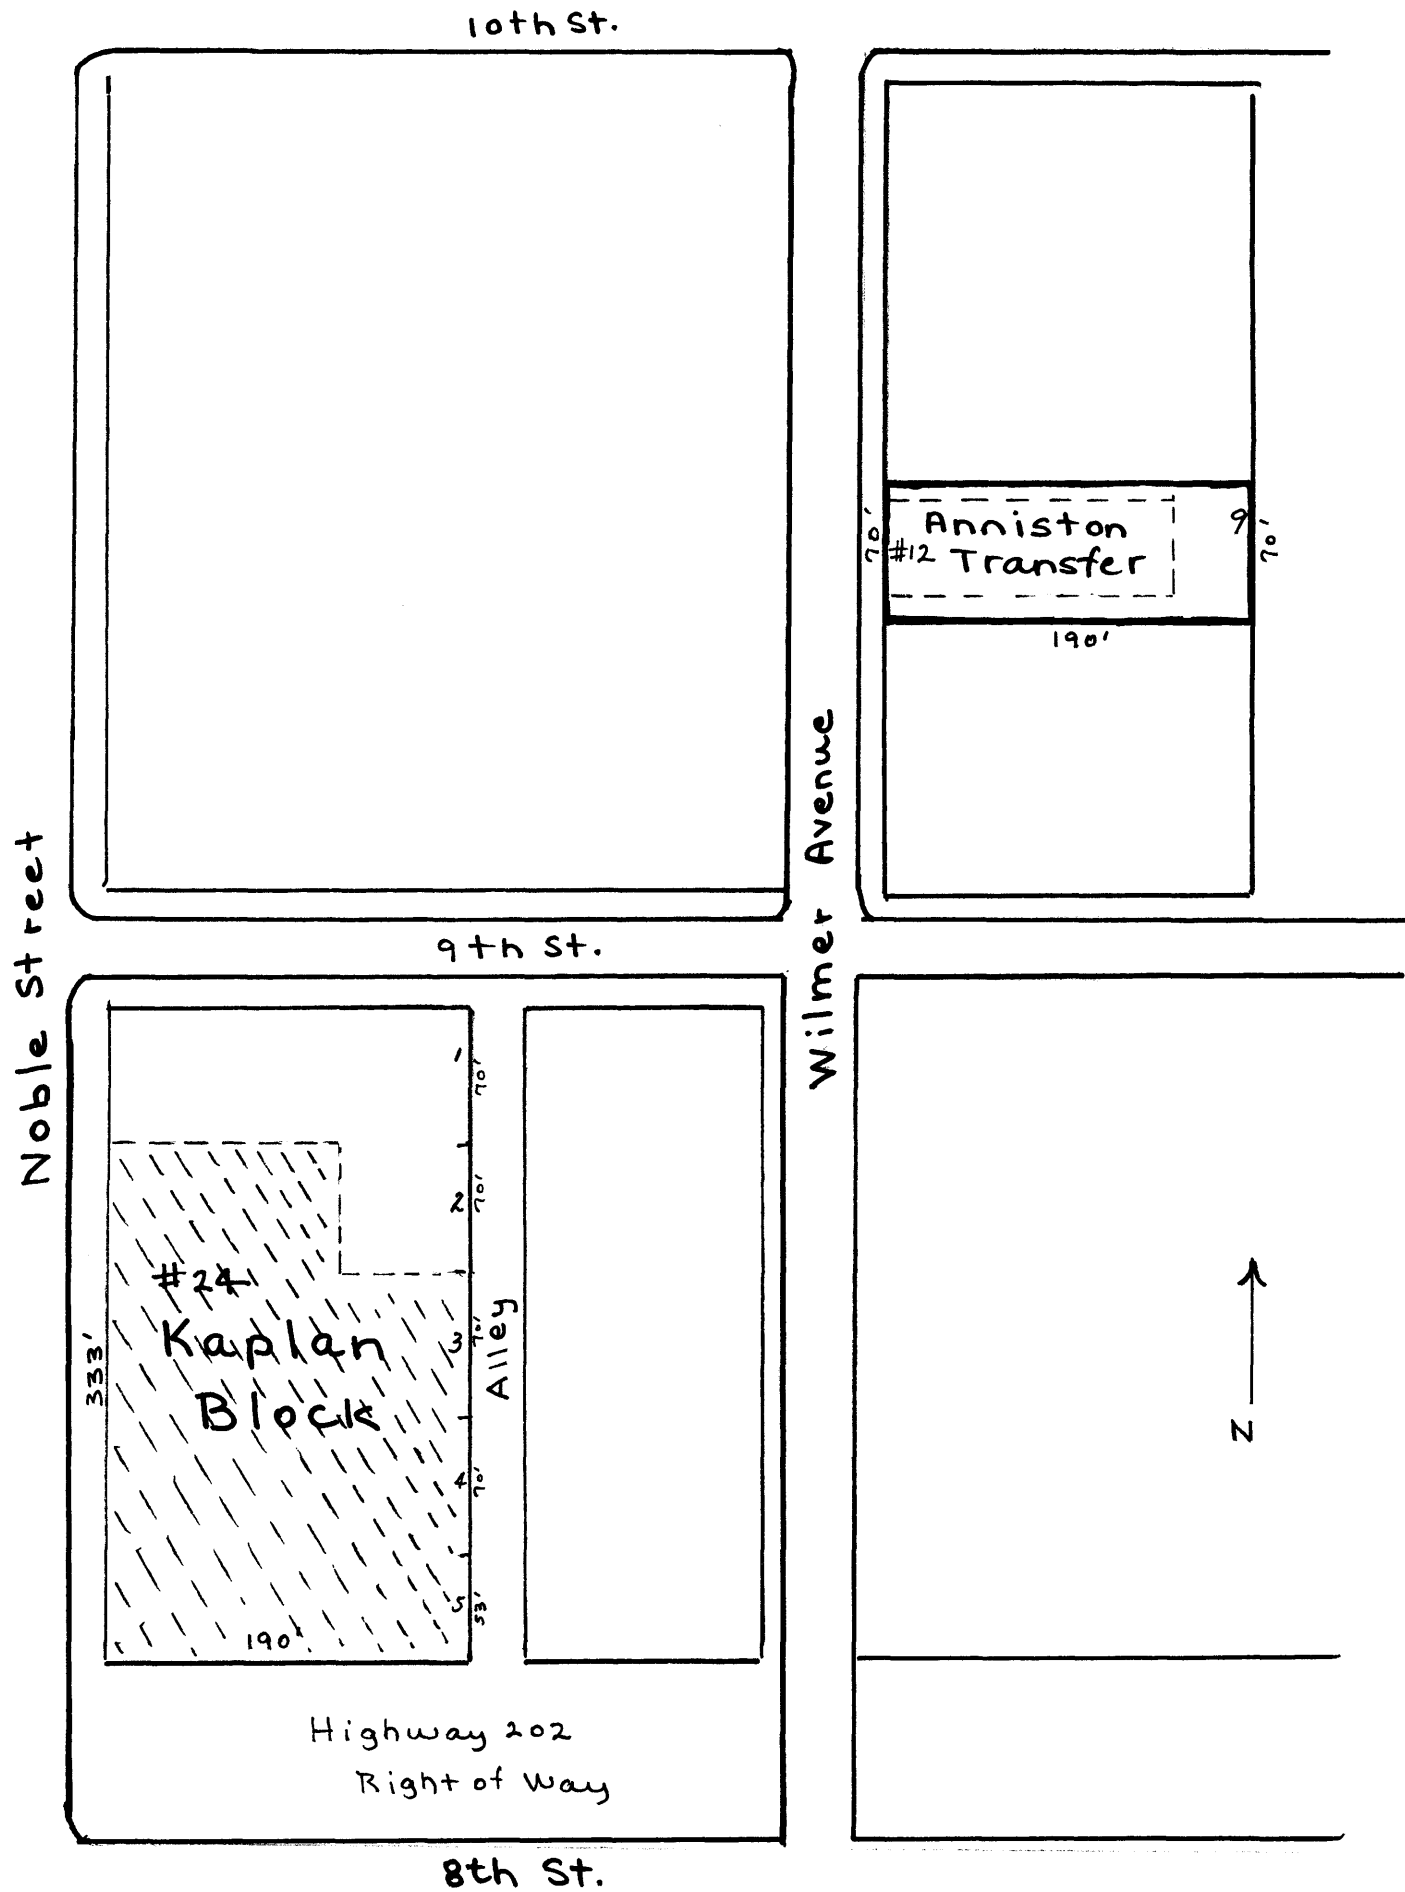 10th St.
Anniston
#12 Transfer
9
70'
70'
190'
Wilmer Avenue
Noble Street
9th St.
1
70'
2
70'
#24
Kaplan
Block
3
70'
Alley
333'
4
70'
5
53'
190'
N
Highway 202
Right of Way
8th St.